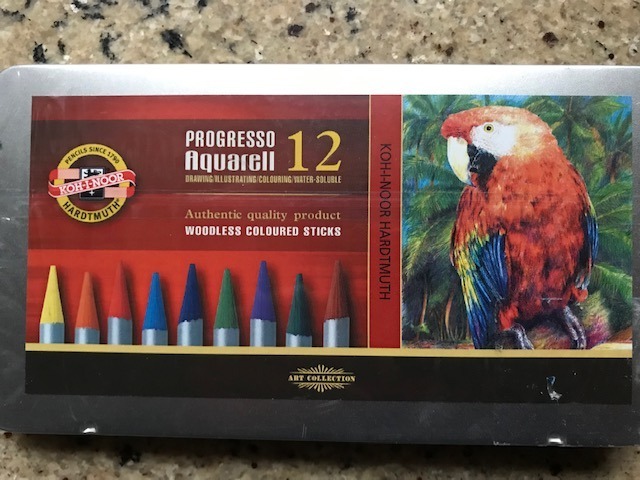 PENCILS SINCE 1790
KOH-I-NOOR
HARDTMUTH
PROGRESSO
Aquarell 12
DRAWING/ILLUSTRATING/COLOURING/WATER-SOLUBLE
Authentic quality product
WOODLESS COLOURED STICKS
KOH-I-NOOR HARDTMUTH
ART COLLECTION